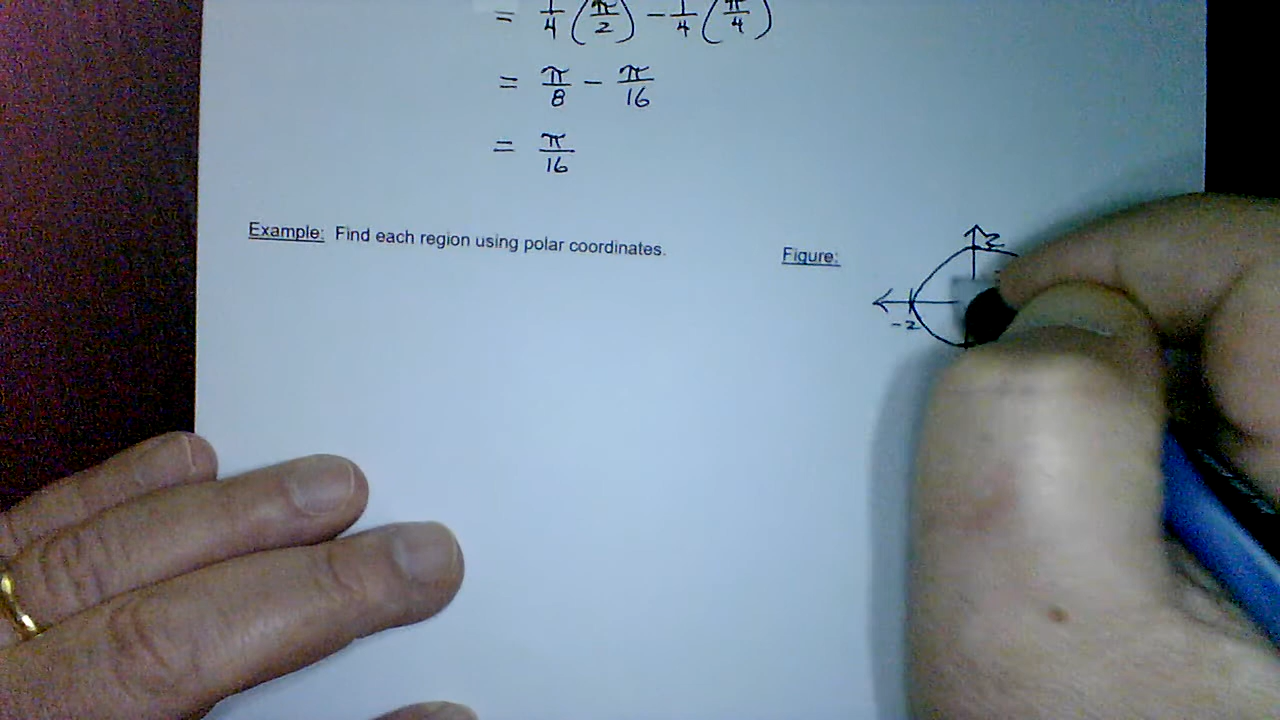 = 1/4 (π/2) - 1/4 (π/4)
= π/8 - π/16
= π/16
Example: Find each region using polar coordinates.
Figure:
2
-2